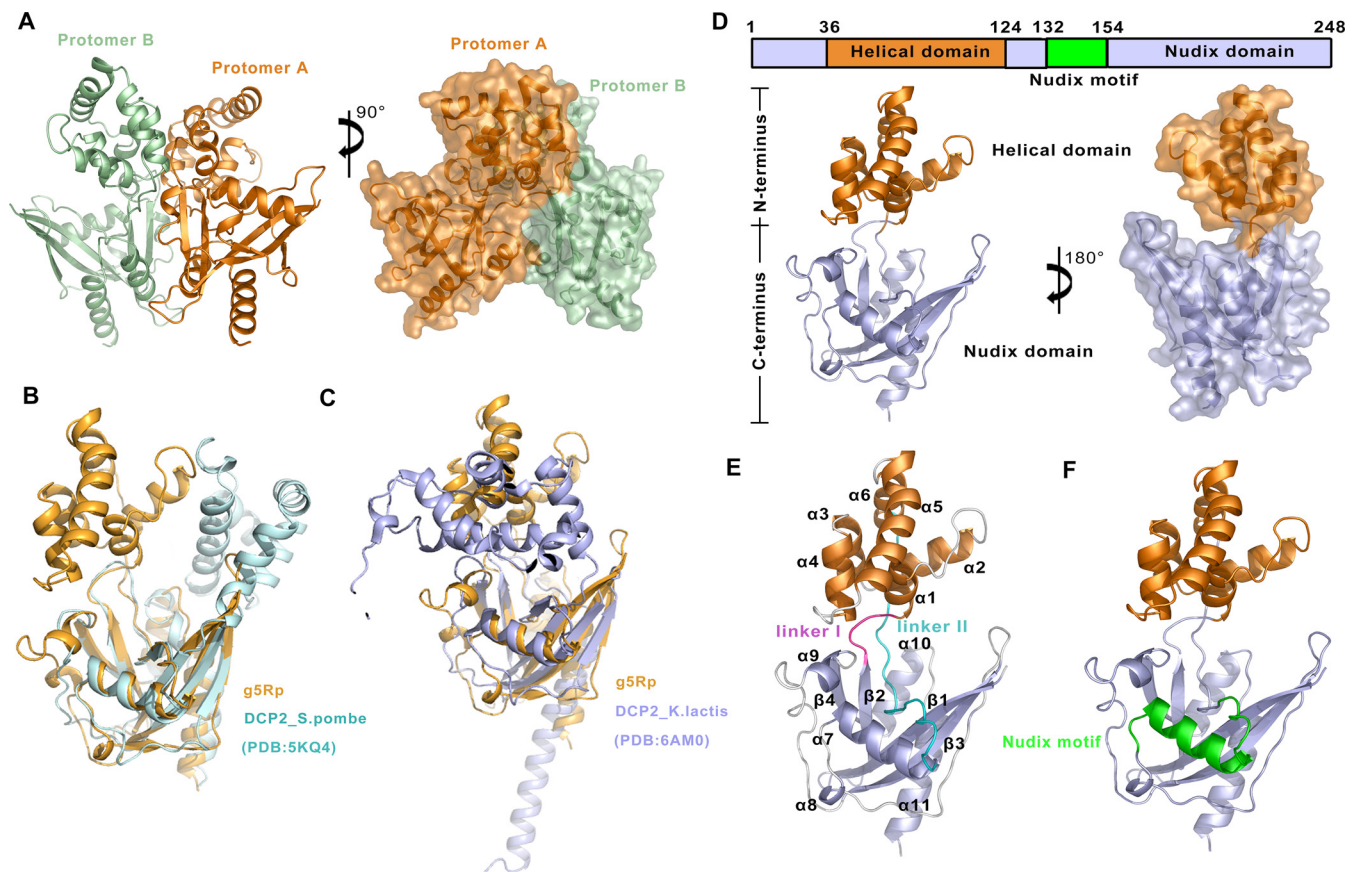 A
Protomer B
Protomer A
90°
Protomer A
Protomer B
B
g5Rp
DCP2_S.pombe
(PDB:5KQ4)
C
g5Rp
DCP2_K.lactis
(PDB:6AM0)
D
1 36 124 132 154 248
Helical domain Nudix domain
Nudix motif
N-terminus
C-terminus
Helical domain
180°
Nudix domain
E
α6
α5
α3
α4
α2
α1
linker I
linker II
α10
α9
β4
β2
β1
α7
β3
α8
α11
F
Nudix motif